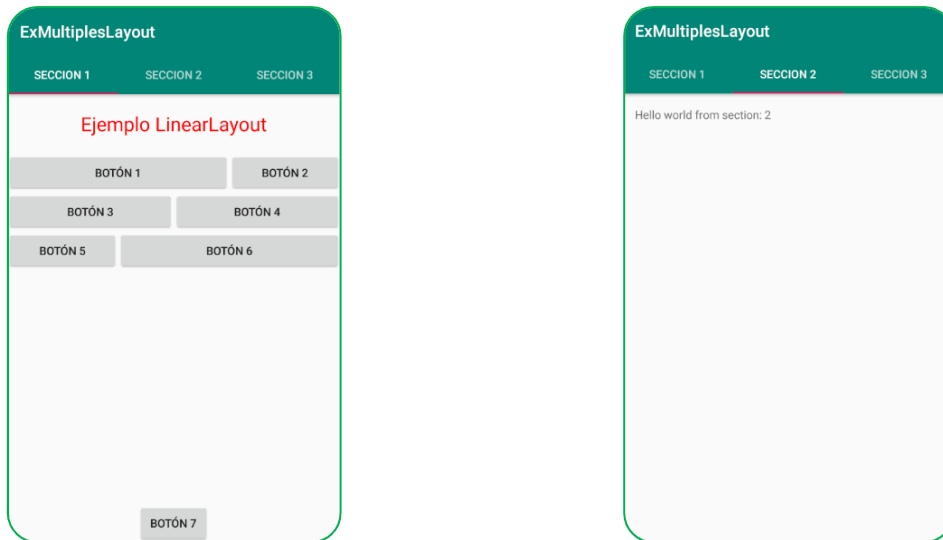 ExMultiplesLayout
SECCION 1 SECCION 2 SECCION 3
Ejemplo LinearLayout
BOTÓN 1 BOTÓN 2
BOTÓN 3 BOTÓN 4
BOTÓN 5 BOTÓN 6
BOTÓN 7
ExMultiplesLayout
SECCION 1 SECCION 2 SECCION 3
Hello world from section: 2